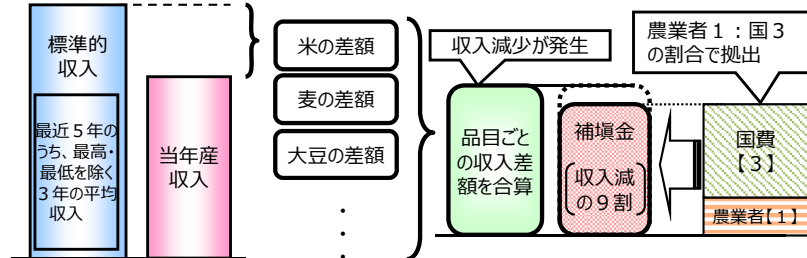 標準的
収入
最近５年の
うち、最高・
最低を除く
３年の平均
収入
当年産
収入
米の差額
麦の差額
大豆の差額
・
・
・
収入減少が発生
品目ごと
の収入差
額を合算
補塡金
収入減
の９割
農業者１：国３
の割合で拠出
国費
【３】
農業者【１】